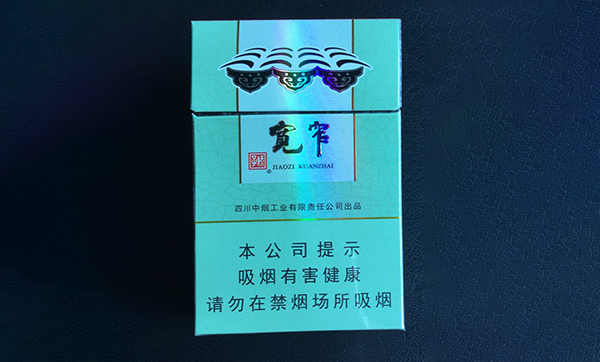 宽窄
JIAOZI KUANZHAI
四川中烟工业有限责任公司出品
本公司提示
吸烟有害健康
请勿在禁烟场所吸烟